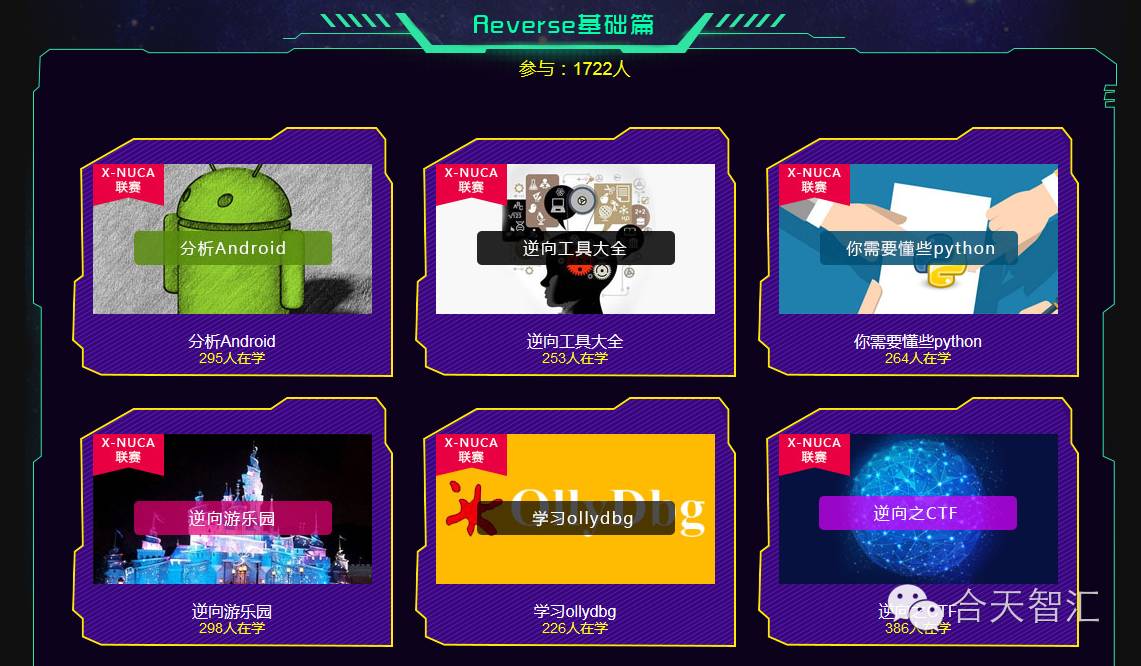 Reverse基础篇
参与：1722人
X-NUCA
联赛
分析Android
分析Android
295人在学
X-NUCA
联赛
逆向工具大全
逆向工具大全
253人在学
X-NUCA
联赛
你需要懂些python
你需要懂些python
264人在学
X-NUCA
联赛
逆向游乐园
逆向游乐园
298人在学
X-NUCA
联赛
OllyDbg
学习ollydbg
学习ollydbg
226人在学
X-NUCA
联赛
逆向之CTF
逆向之CTF
386人在学
合天智汇